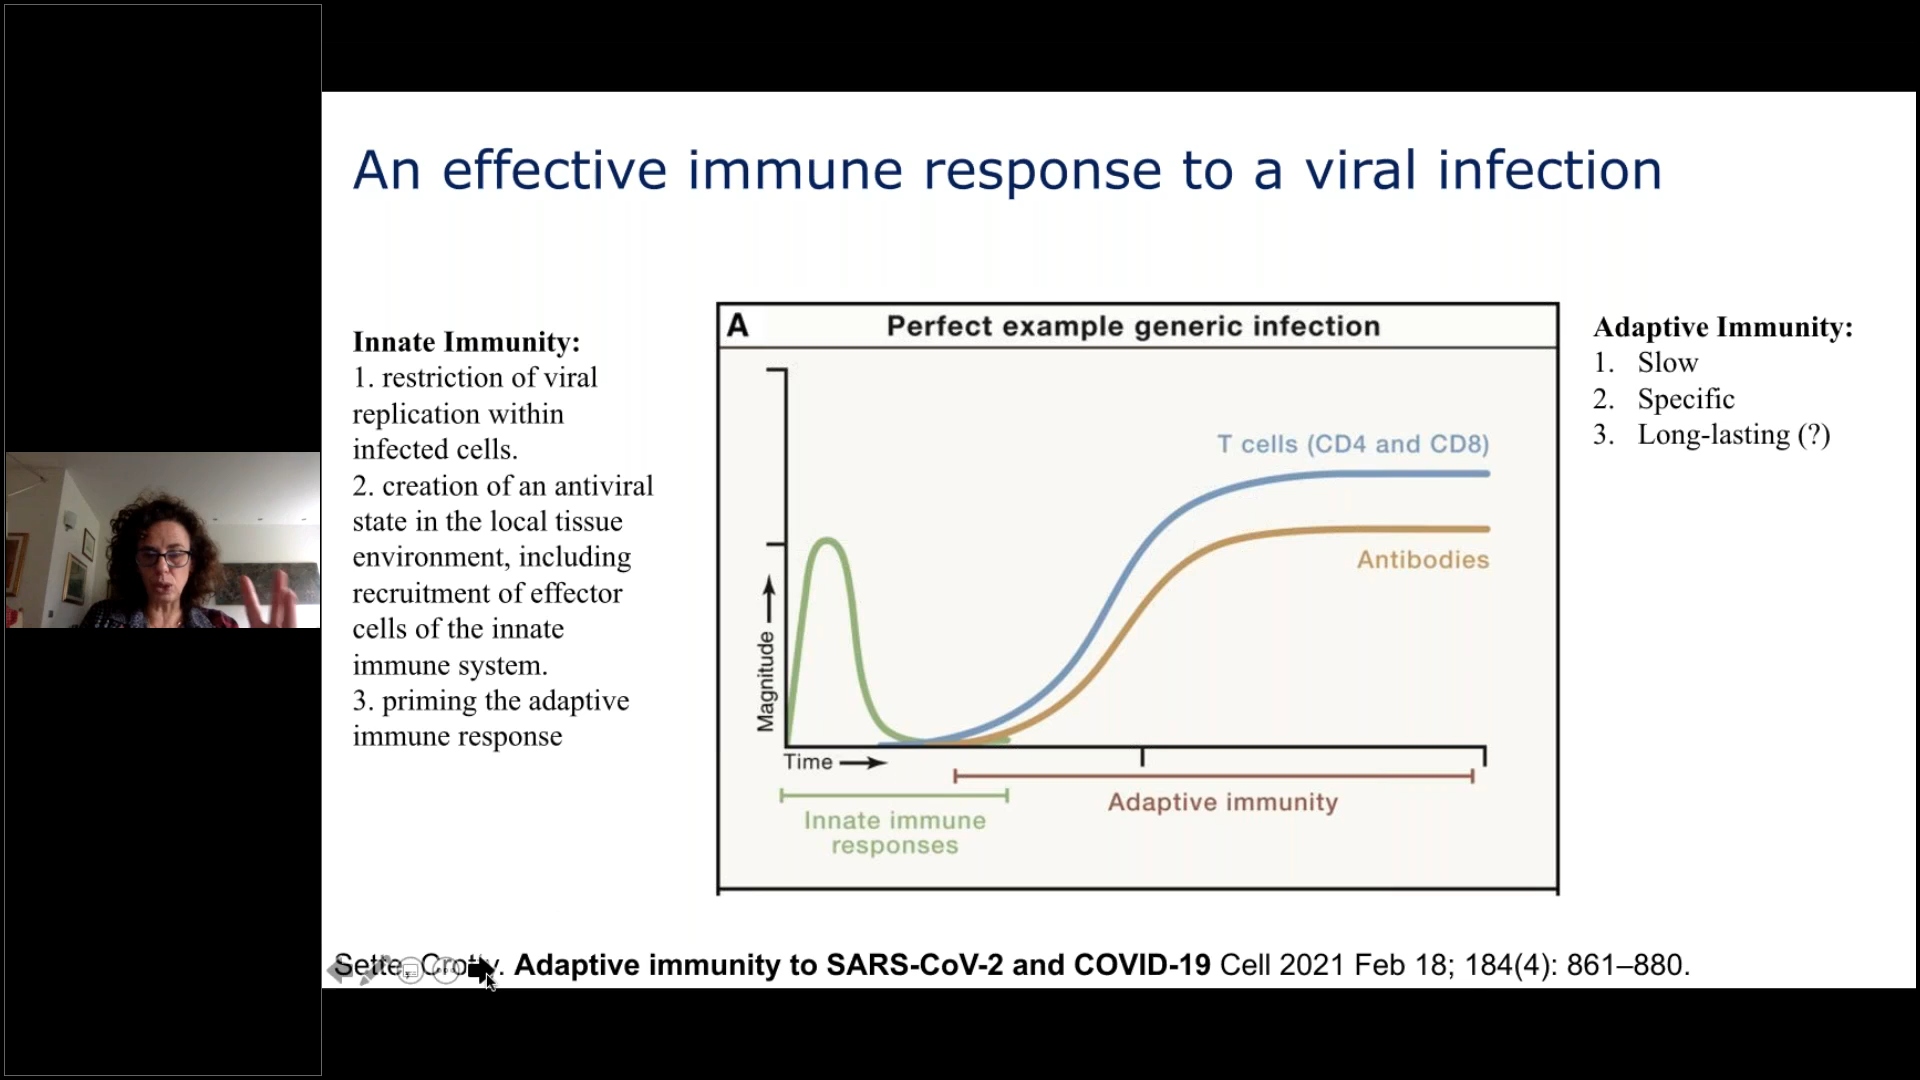 An effective immune response to a viral infection
Innate Immunity:
1. restriction of viral
replication within
infected cells.
2. creation of an antiviral
state in the local tissue
environment, including
recruitment of effector
cells of the innate
immune system.
3. priming the adaptive
immune response
A
Perfect example generic infection
T cells (CD4 and CD8)
Antibodies
Magnitude
Time
Adaptive immunity
Innate immune
responses
Adaptive Immunity:
1. Slow
2. Specific
3. Long-lasting (?)
Sette, Crotty. Adaptive immunity to SARS-CoV-2 and COVID-19 Cell 2021 Feb 18; 184(4): 861–880.